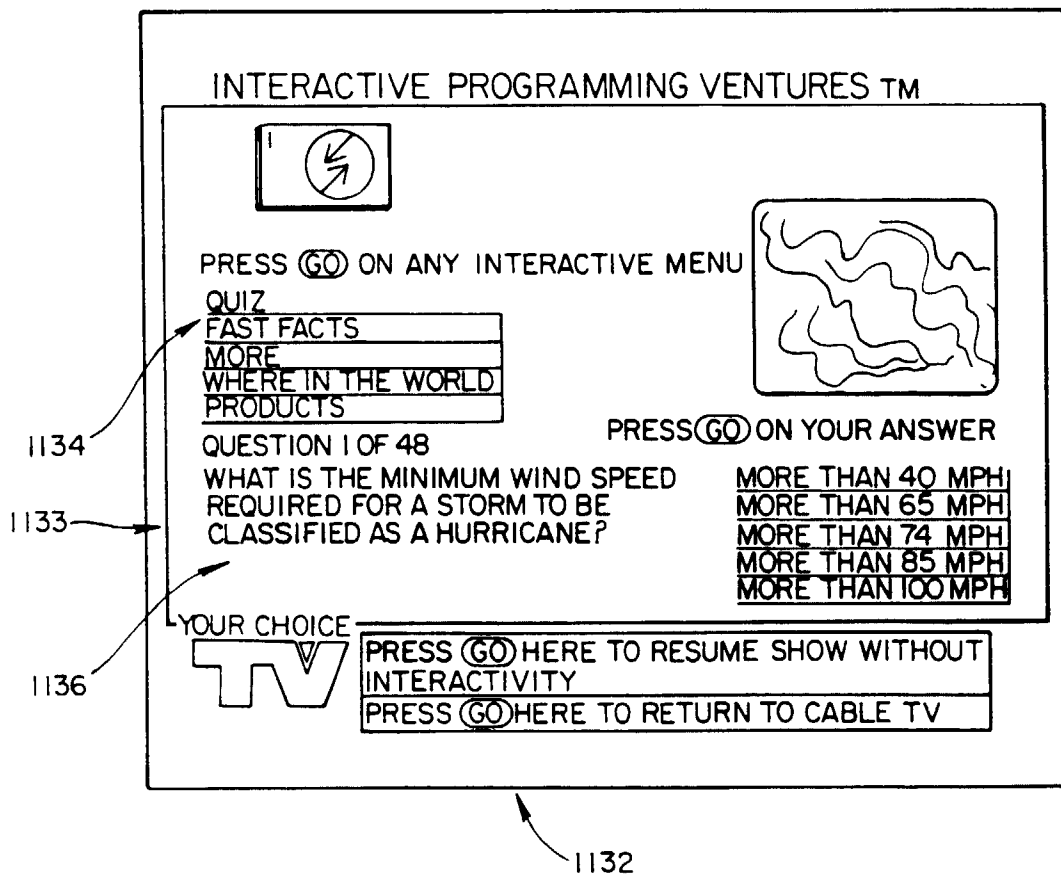 INTERACTIVE PROGRAMMING VENTURES TM
1
PRESS GO ON ANY INTERACTIVE MENU
QUIZ
FAST FACTS
MORE
WHERE IN THE WORLD
PRODUCTS
1134
QUESTION 1 OF 48
PRESS GO ON YOUR ANSWER
WHAT IS THE MINIMUM WIND SPEED
REQUIRED FOR A STORM TO BE
CLASSIFIED AS A HURRICANE?
MORE THAN 40 MPH
MORE THAN 65 MPH
MORE THAN 74 MPH
MORE THAN 85 MPH
MORE THAN 100 MPH
1133
1136
YOUR CHOICE
TV
PRESS GO HERE TO RESUME SHOW WITHOUT
INTERACTIVITY
PRESS GO HERE TO RETURN TO CABLE TV
1132